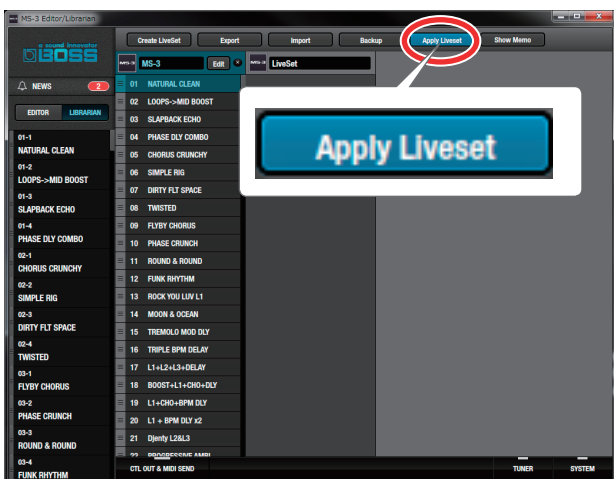 MS-3 Editor/Librarian
a sound innovator
BOSS
Create LiveSet
Export
Import
Backup
Apply Liveset
Show Memo
MS-3
MS-3
Edit
MS-3
LiveSet
NEWS
2
EDITOR
LIBRARIAN
01-1
NATURAL CLEAN
01-2
LOOPS->MID BOOST
01-3
SLAPBACK ECHO
01-4
PHASE DLY COMBO
02-1
CHORUS CRUNCHY
02-2
SIMPLE RIG
02-3
DIRTY FLT SPACE
02-4
TWISTED
03-1
FLYBY CHORUS
03-2
PHASE CRUNCH
03-3
ROUND & ROUND
03-4
FUNK RHYTHM
01 NATURAL CLEAN
02 LOOPS->MID BOOST
03 SLAPBACK ECHO
04 PHASE DLY COMBO
05 CHORUS CRUNCHY
06 SIMPLE RIG
07 DIRTY FLT SPACE
08 TWISTED
09 FLYBY CHORUS
10 PHASE CRUNCH
11 ROUND & ROUND
12 FUNK RHYTHM
13 ROCK YOU LUV L1
14 MOON & OCEAN
15 TREMOLO MOD DLY
16 TRIPLE BPM DELAY
17 L1+L2+L3+DELAY
18 BOOST+L1+CHO+DLY
19 L1+CHO+BPM DLY
20 L1 + BPM DLY x2
21 Djenty L2&L3
22 PROGRESSIVE AMBI
Apply Liveset
CTL OUT & MIDI SEND
TUNER
SYSTEM